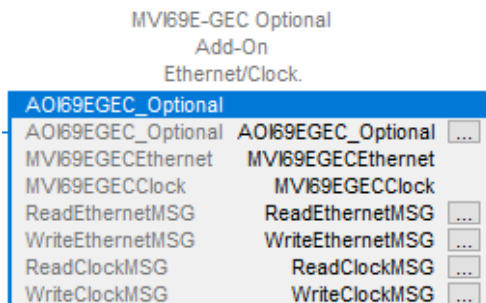 MVI69E-GEC Optional
Add-On
Ethernet/Clock.
AOI69EGEC_Optional
AOI69EGEC_Optional AOI69EGEC_Optional ...
MVI69EGECEthernet MVI69EGECEthernet
MVI69EGECClock MVI69EGECClock
ReadEthernetMSG ReadEthernetMSG ...
WriteEthernetMSG WriteEthernetMSG ...
ReadClockMSG ReadClockMSG ...
WriteClockMSG WriteClockMSG ...